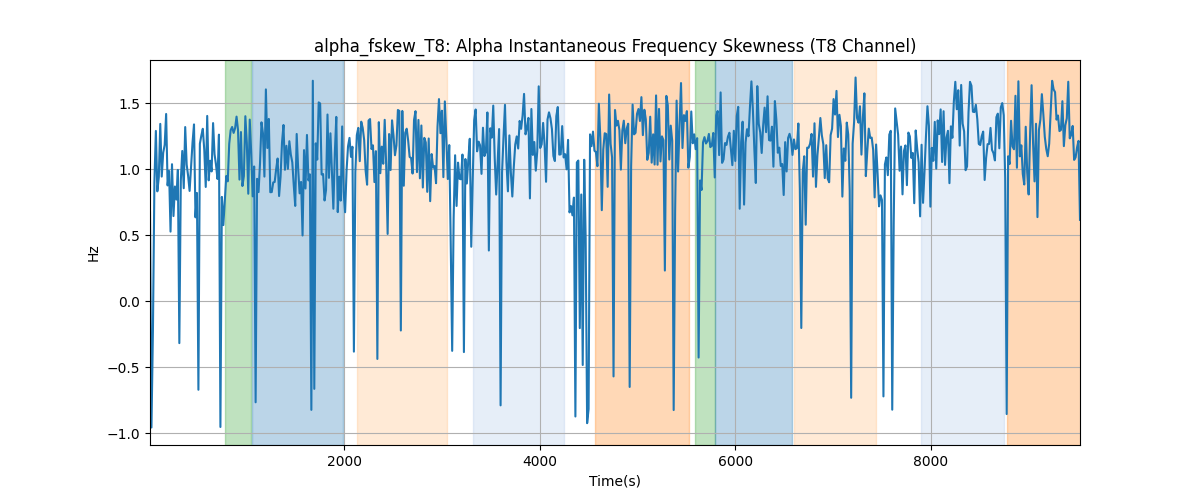 alpha_fskew_T8: Alpha Instantaneous Frequency Skewness (T8 Channel)
1.5
1.0
0.5
0.0
−0.5
−1.0
Hz
2000 4000 6000 8000
Time(s)